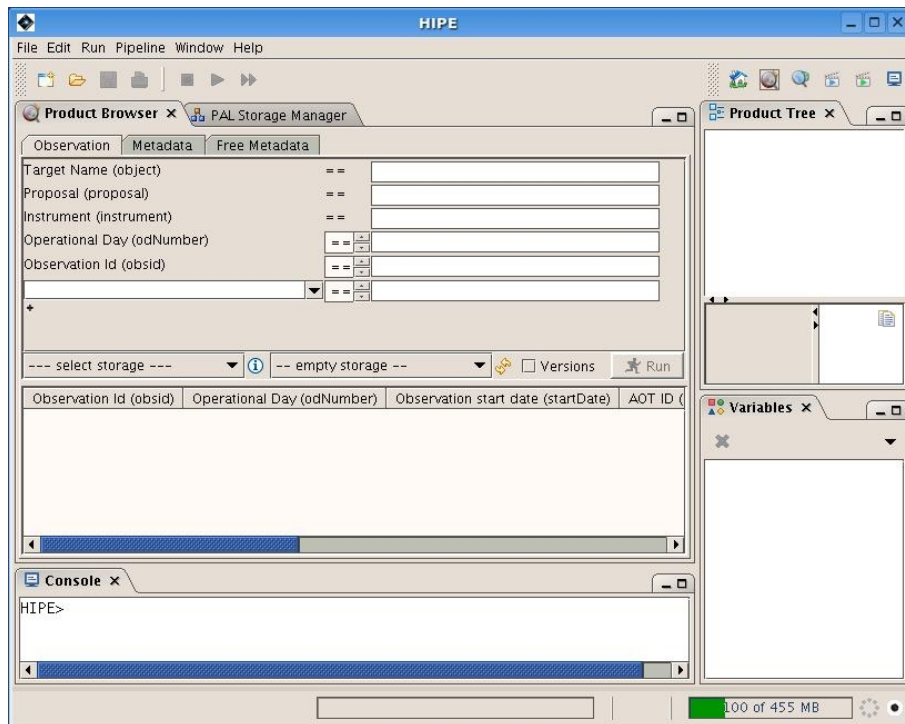 HIPE
File Edit Run Pipeline Window Help
Product Browser
PAL Storage Manager
Product Tree
Observation Metadata Free Metadata
Target Name (object) ==
Proposal (proposal) ==
Instrument (instrument) ==
Operational Day (odNumber) ==
Observation Id (obsid) ==
==
+
--- select storage --- -- empty storage -- Versions Run
Observation Id (obsid) Operational Day (odNumber) Observation start date (startDate) AOT ID (
Variables
Console
HIPE>
100 of 455 MB